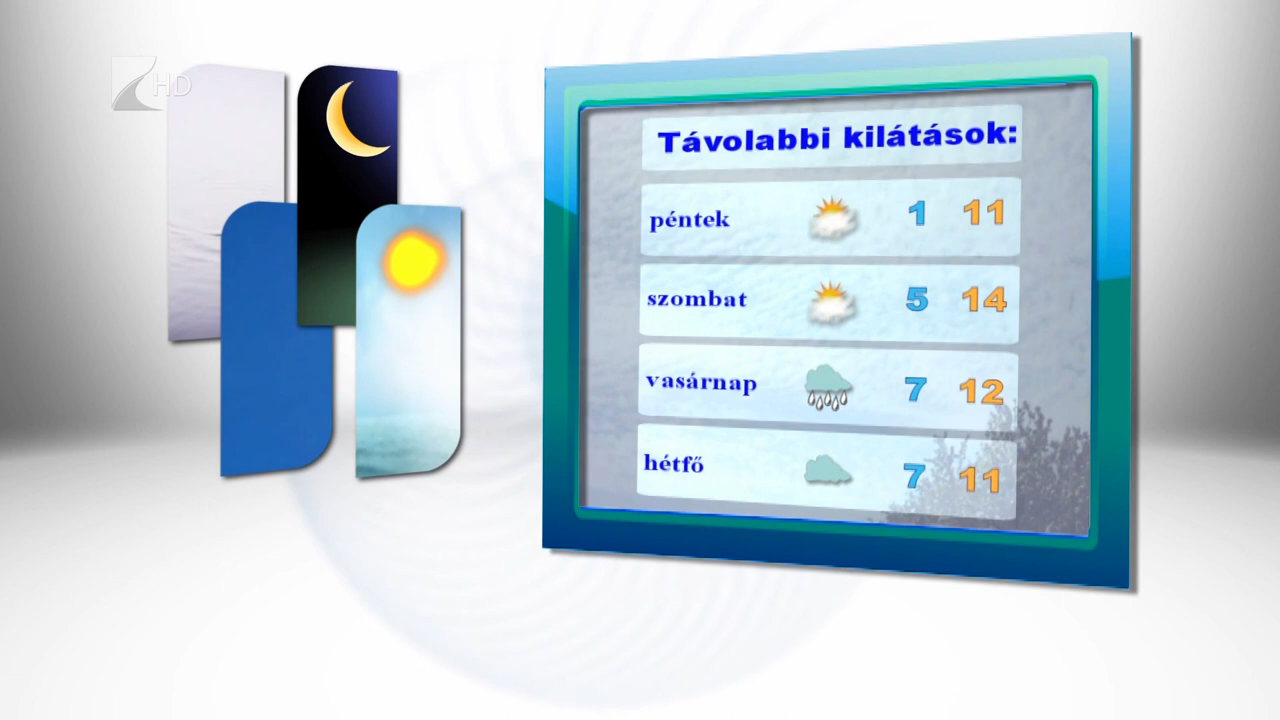 HD
Távolabbi kilátások:
péntek 1 11
szombat 5 14
vasárnap 7 12
hétfő 7 11